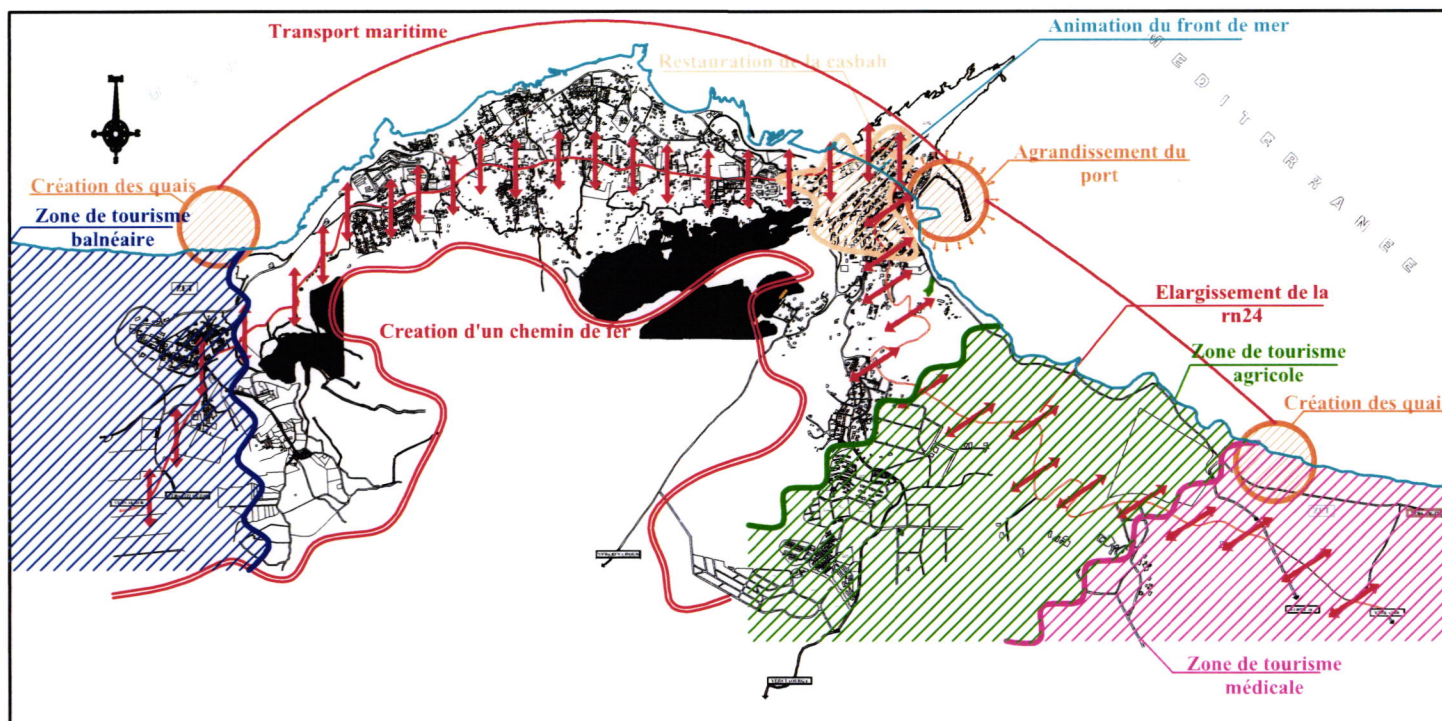 Transport maritime
Animation du front de mer
Restauration de la casbah
MEDITERRANEE
Agrandissement du
port
Création des quais
Zone de tourisme
balnéaire
Elargissement de la
rn24
Creation d'un chemin de fer
Zone de tourisme
agricole
Création des quai
Zone de tourisme
médicale